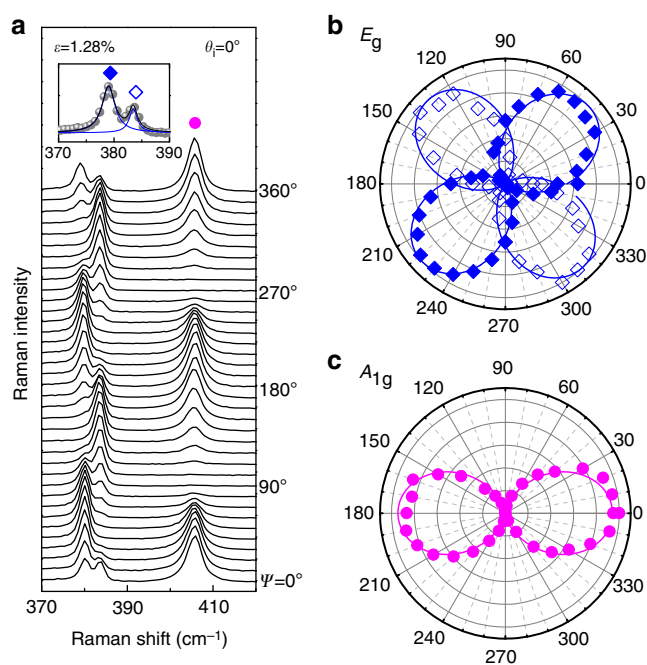 a
ε=1.28%
θi=0°
370 380 390
360°
270°
180°
90°
Ψ=0°
Raman intensity
370 390 410
Raman shift (cm⁻¹)
b
Eg
90
120 60
150 30
180 0
210 330
240 300
270
c
A1g
90
120 60
150 30
180 0
210 330
240 300
270